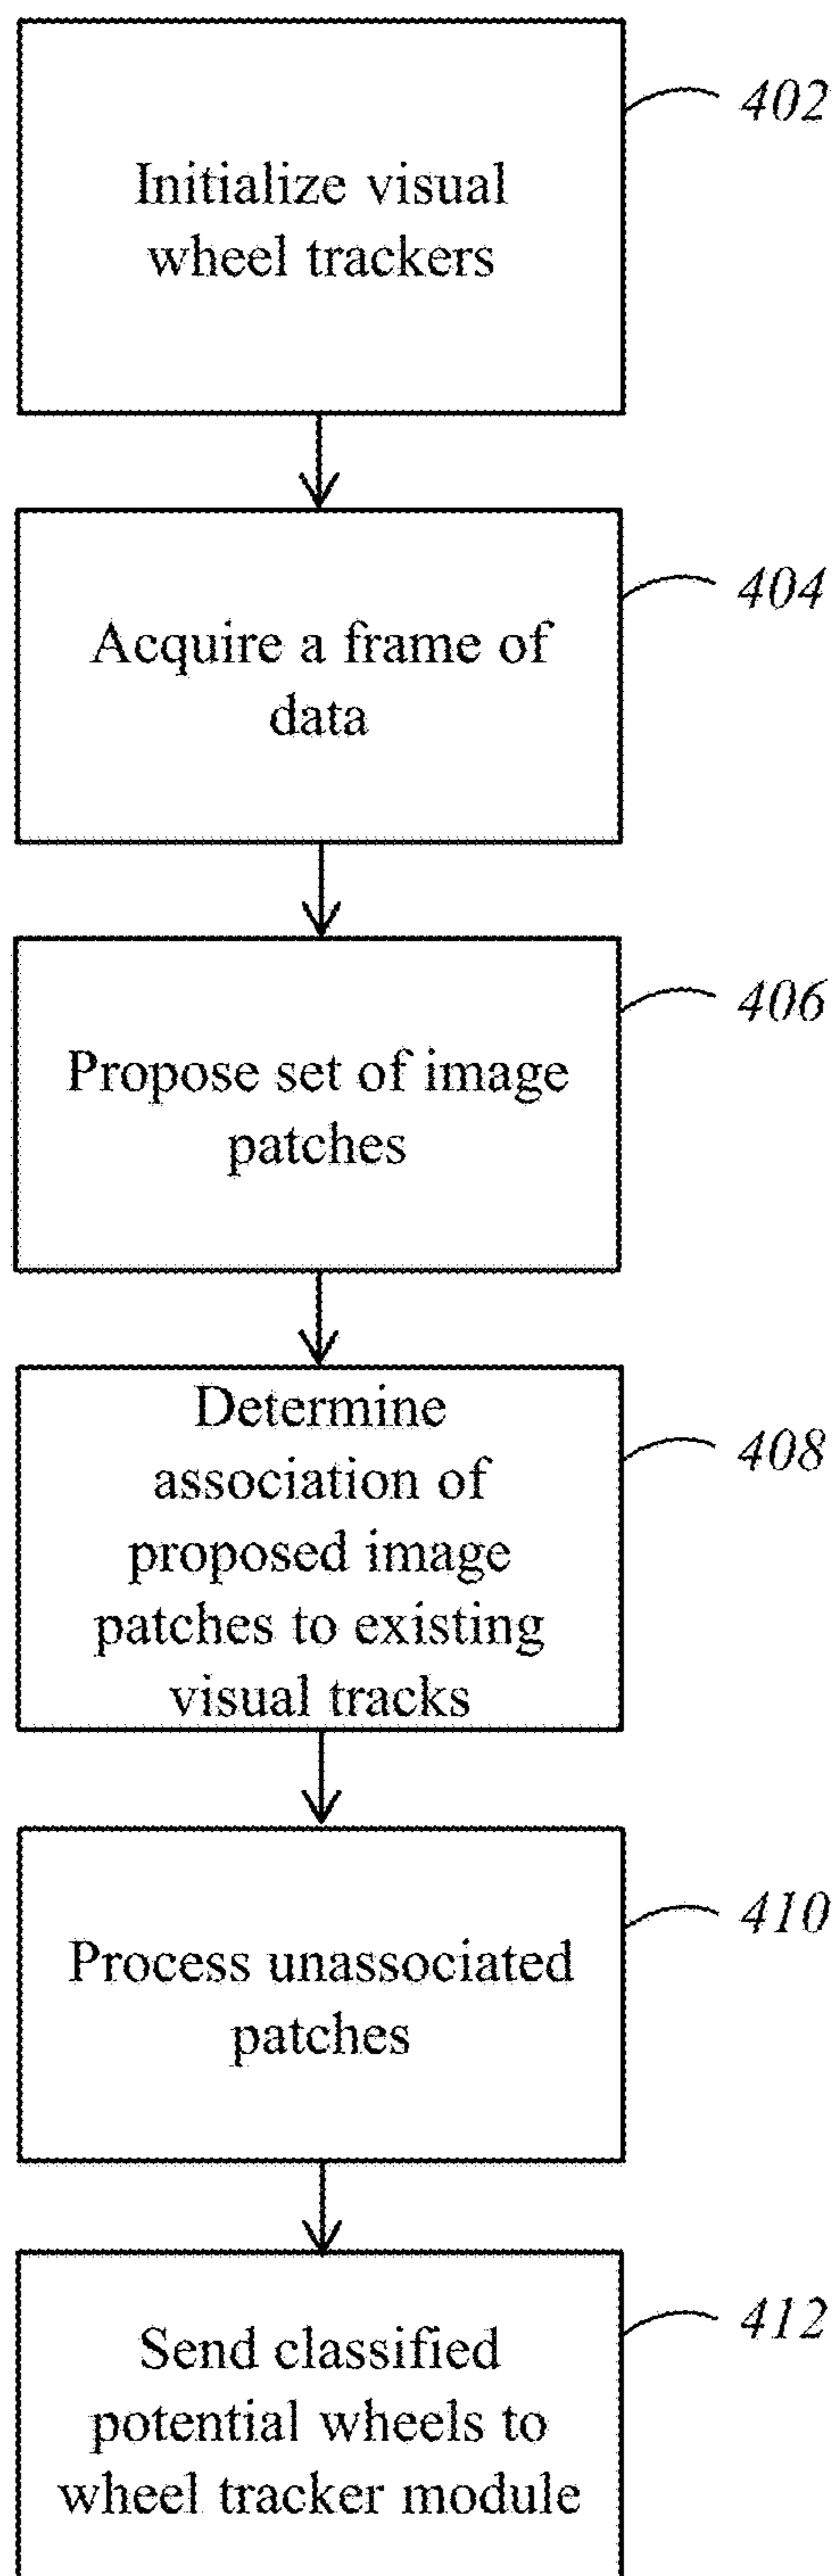 402
Initialize visual
wheel trackers
404
Acquire a frame of
data
406
Propose set of image
patches
408
Determine
association of
proposed image
patches to existing
visual tracks
410
Process unassociated
patches
412
Send classified
potential wheels to
wheel tracker module